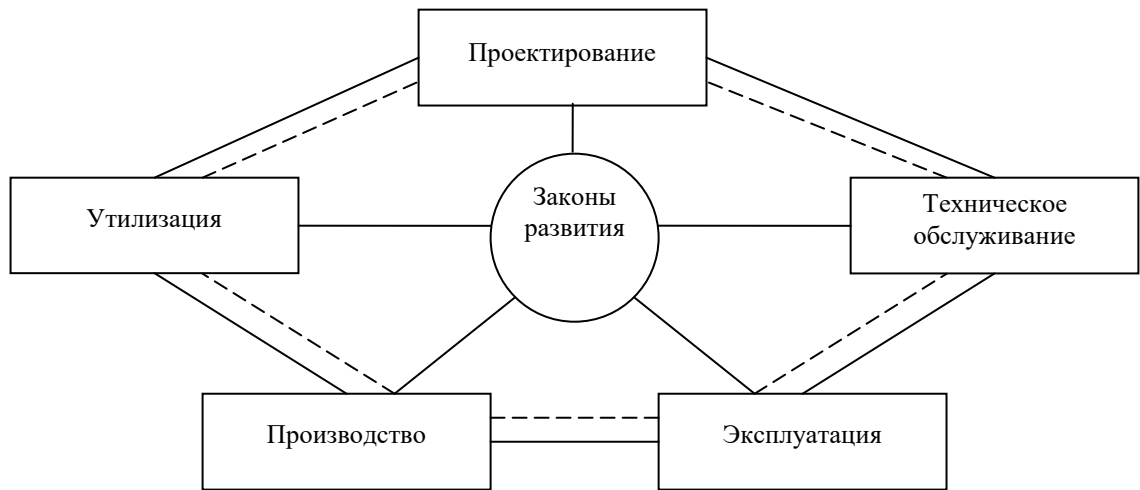 Проектирование
Утилизация
Законы
развития
Техническое
обслуживание
Производство
Эксплуатация